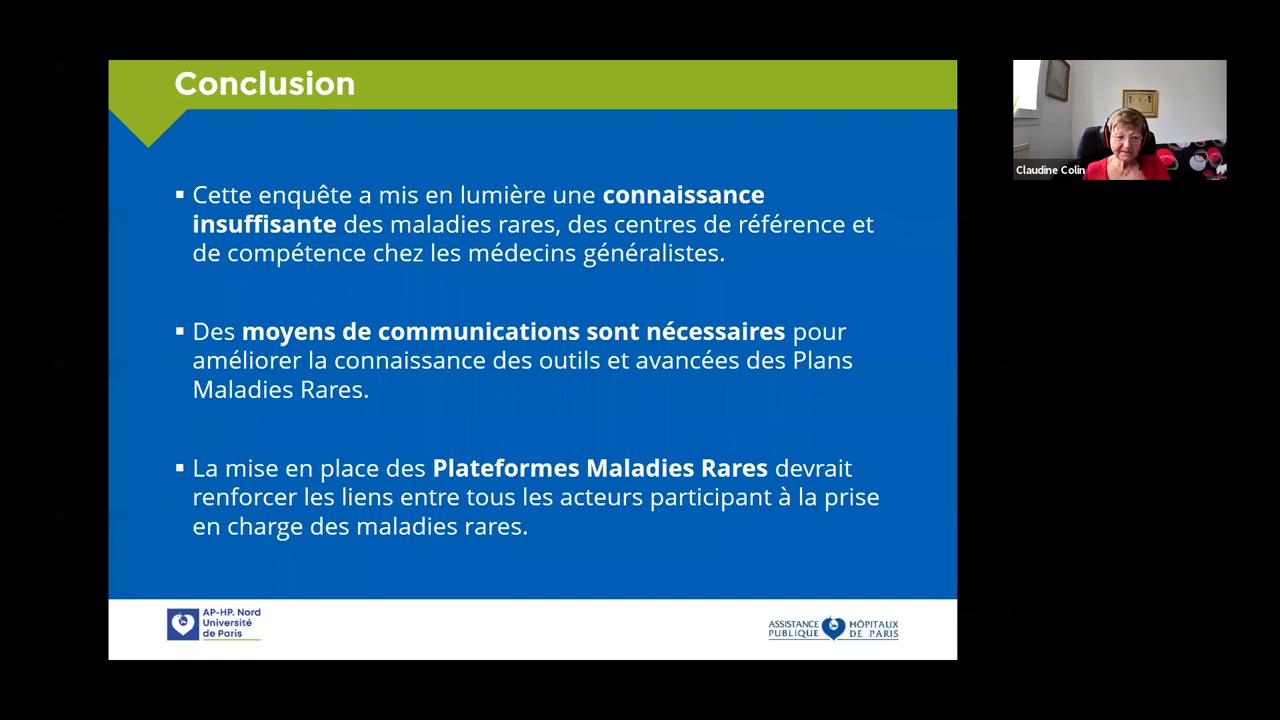 Conclusion
▪ Cette enquête a mis en lumière une connaissance
insuffisante des maladies rares, des centres de référence et
de compétence chez les médecins généralistes.
▪ Des moyens de communications sont nécessaires pour
améliorer la connaissance des outils et avancées des Plans
Maladies Rares.
▪ La mise en place des Plateformes Maladies Rares devrait
renforcer les liens entre tous les acteurs participant à la prise
en charge des maladies rares.
AP-HP. Nord
Université
de Paris
ASSISTANCE HÔPITAUX
PUBLIQUE DE PARIS
Claudine Colin